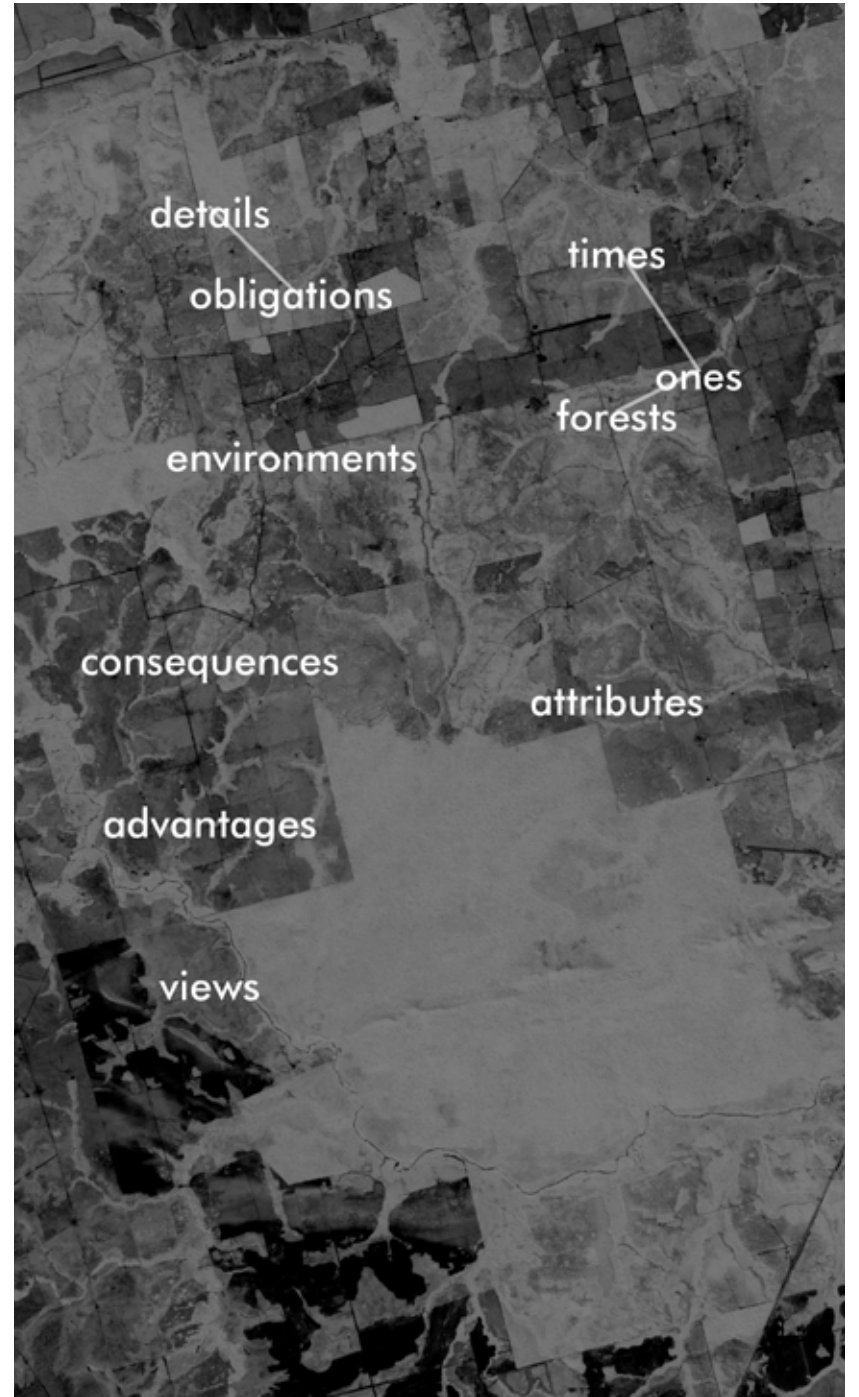 details
times
obligations
ones
forests
environments
consequences
attributes
advantages
views